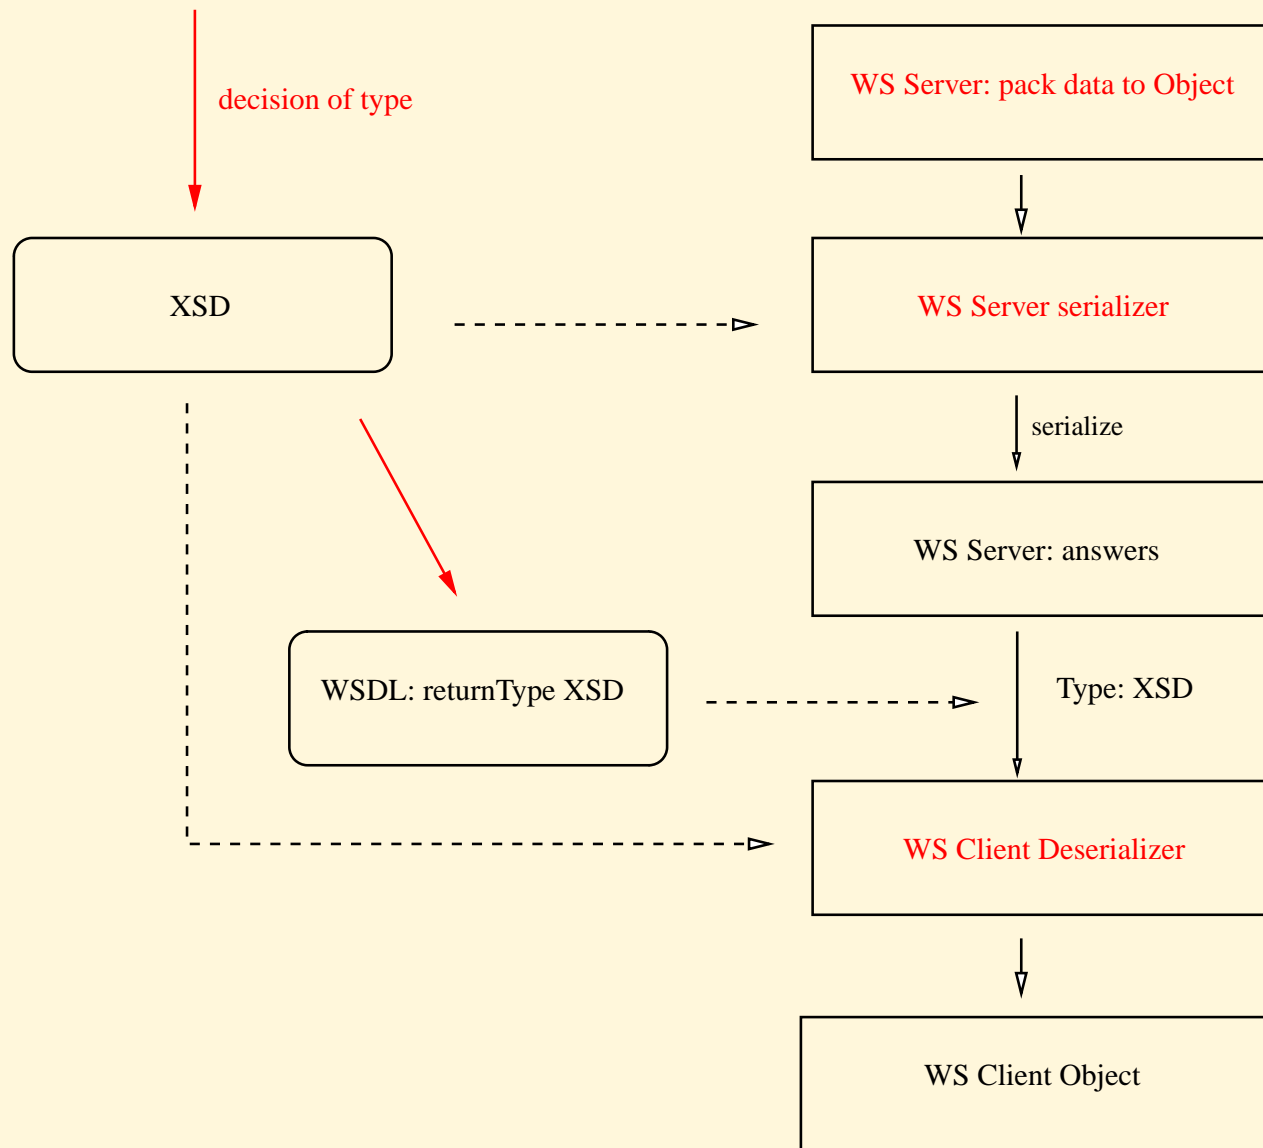 WS Server: pack data to Object
decision of type
XSD
WS Server serializer
serialize
WS Server: answers
WSDL: returnType XSD
Type: XSD
WS Client Deserializer
WS Client Object